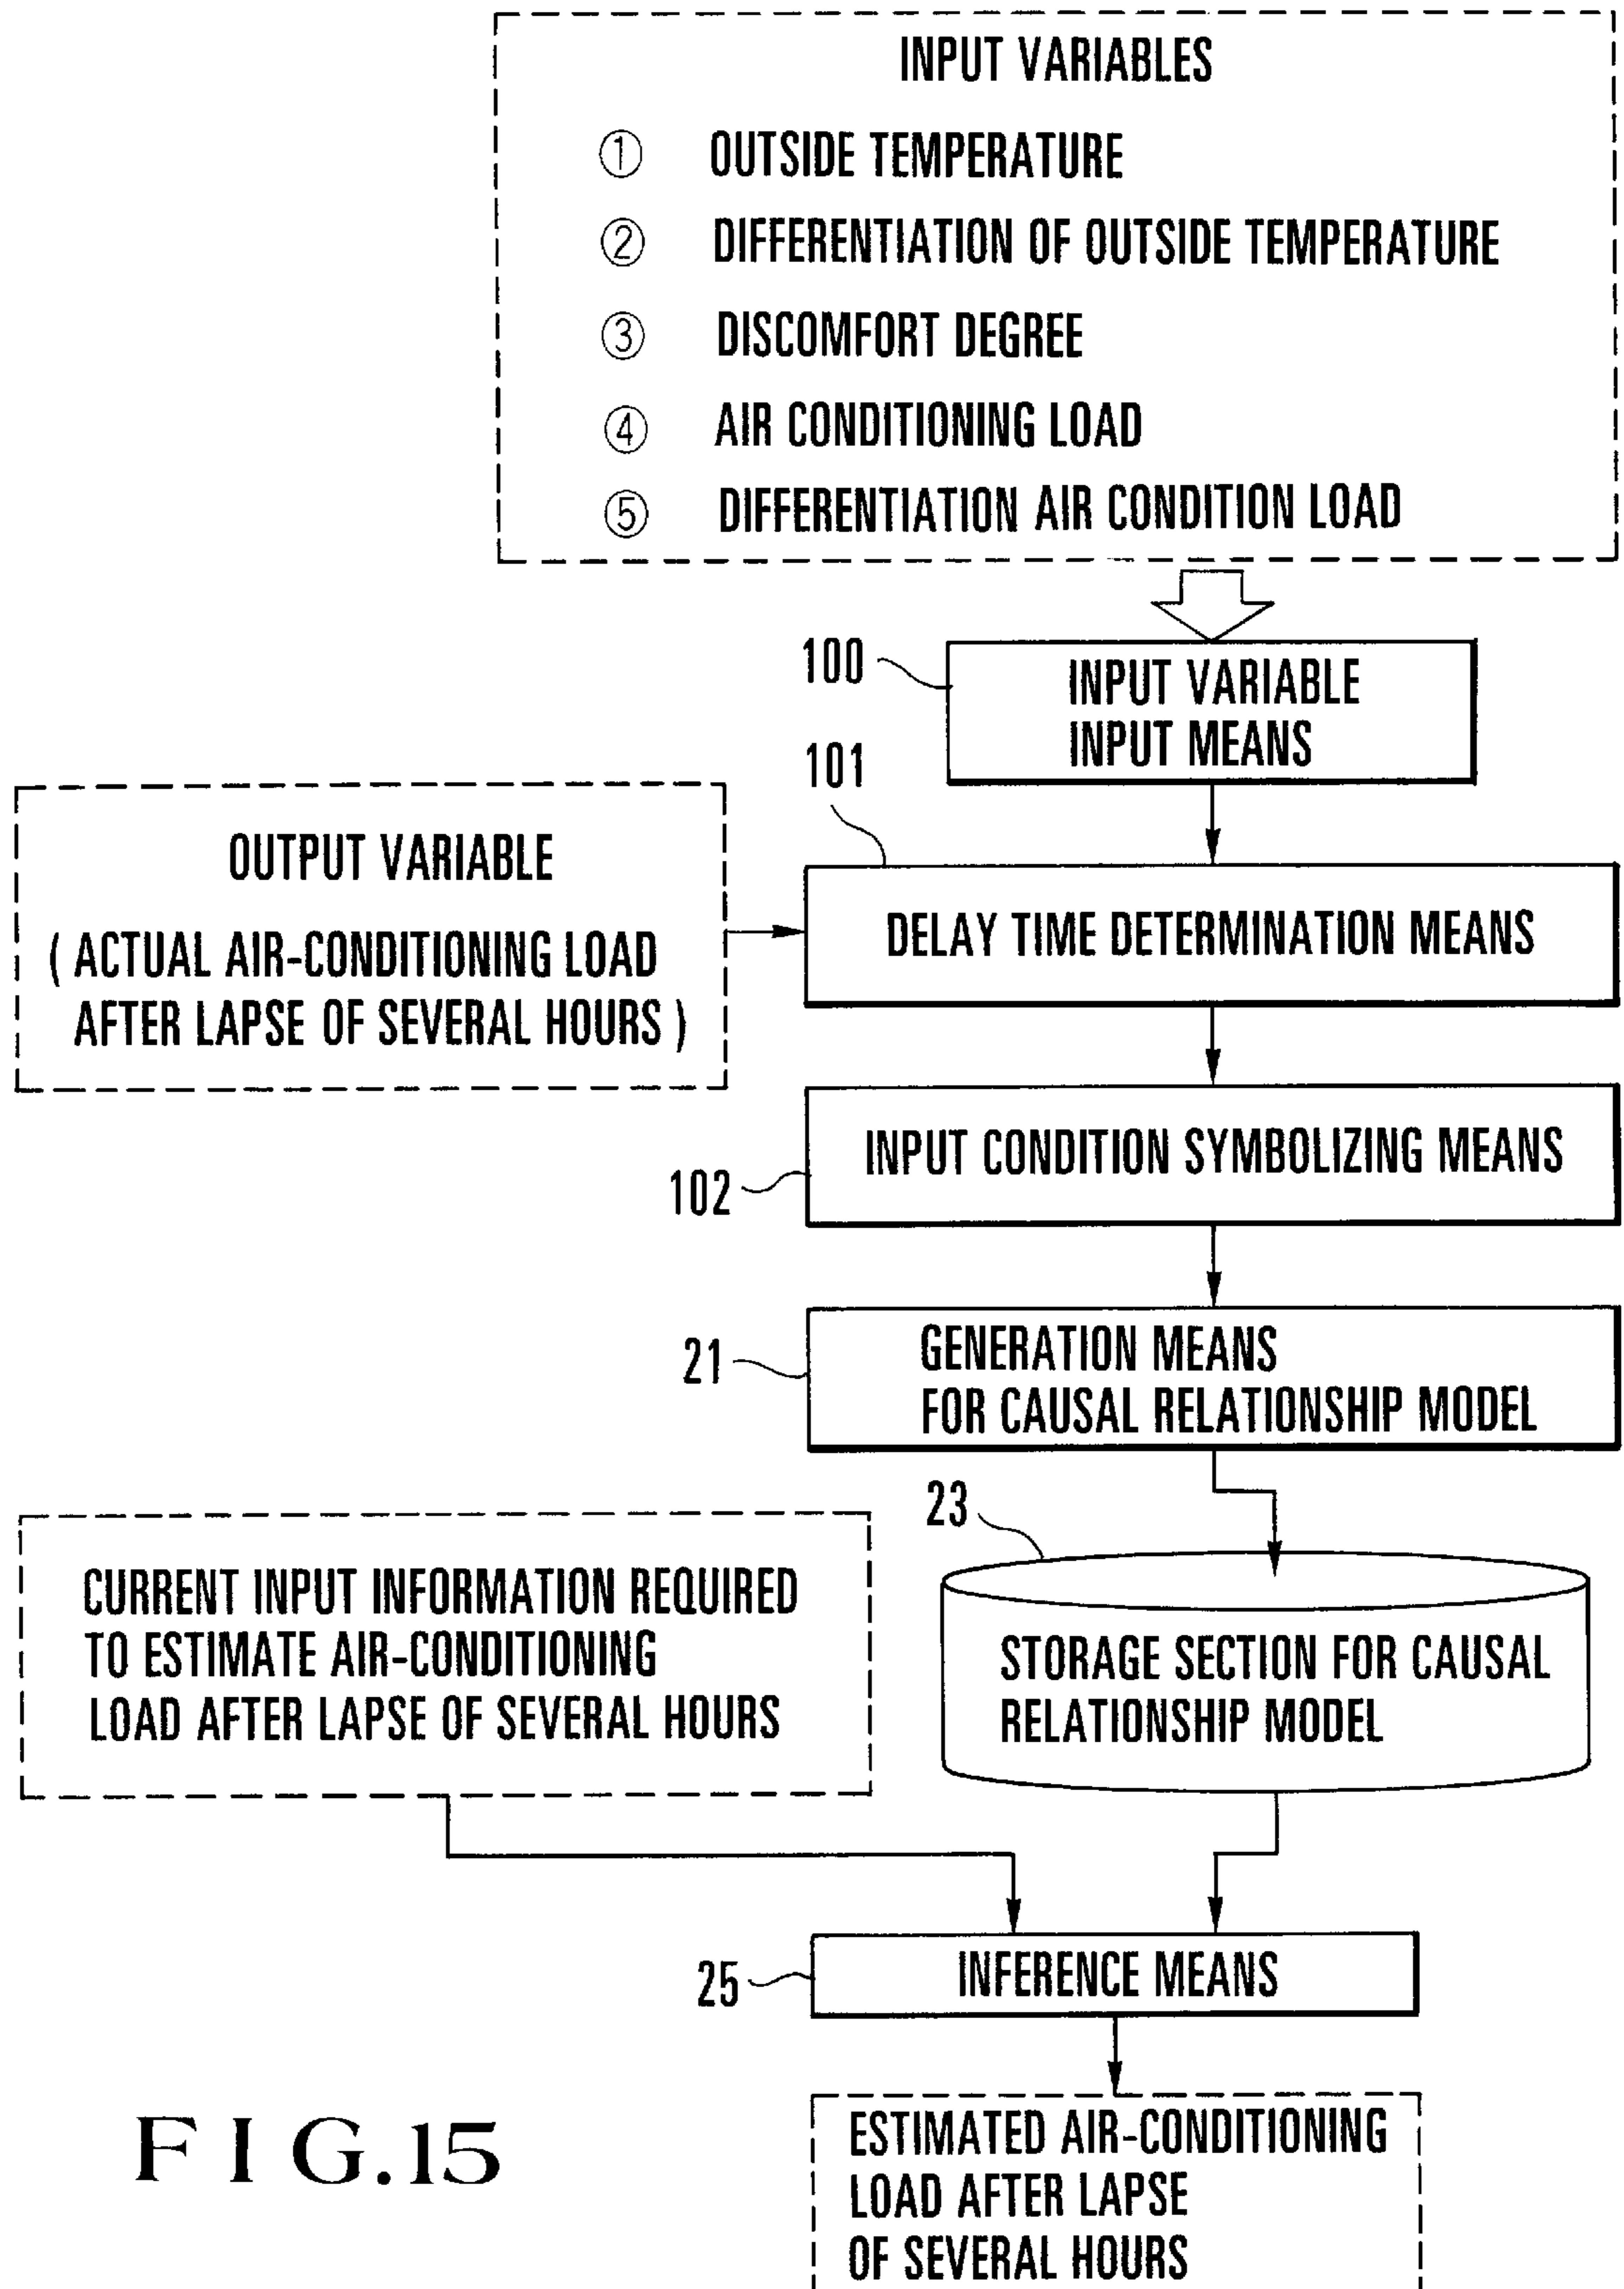 INPUT VARIABLES
① OUTSIDE TEMPERATURE
② DIFFERENTIATION OF OUTSIDE TEMPERATURE
③ DISCOMFORT DEGREE
④ AIR CONDITIONING LOAD
⑤ DIFFERENTIATION AIR CONDITION LOAD
100
INPUT VARIABLE
INPUT MEANS
101
OUTPUT VARIABLE
( ACTUAL AIR-CONDITIONING LOAD
AFTER LAPSE OF SEVERAL HOURS )
DELAY TIME DETERMINATION MEANS
102
INPUT CONDITION SYMBOLIZING MEANS
21
GENERATION MEANS
FOR CAUSAL RELATIONSHIP MODEL
23
CURRENT INPUT INFORMATION REQUIRED
TO ESTIMATE AIR-CONDITIONING
LOAD AFTER LAPSE OF SEVERAL HOURS
STORAGE SECTION FOR CAUSAL
RELATIONSHIP MODEL
25
INFERENCE MEANS
ESTIMATED AIR-CONDITIONING
LOAD AFTER LAPSE
OF SEVERAL HOURS
FIG.15